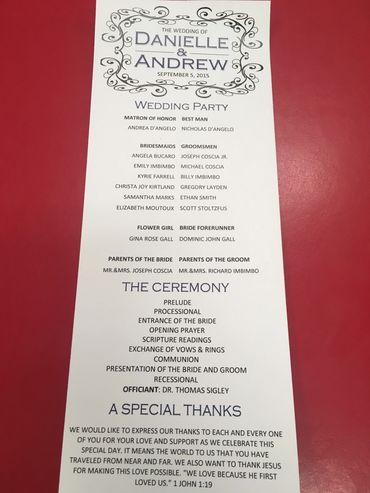 THE WEDDING OF
DANIELLE
&
ANDREW
SEPTEMBER 5, 2015
WEDDING PARTY
MATRON OF HONOR BEST MAN
ANDREA D'ANGELO NICHOLAS D'ANGELO
BRIDESMAIDS GROOMSMEN
ANGELA BUCARO JOSEPH COSCIA JR.
EMILY IMBIMBO MICHAEL COSCIA
KYRIE FARRELL BILLY IMBIMBO
CHRISTA JOY KIRTLAND GREGORY LAYDEN
SAMANTHA MARKS ETHAN SMITH
ELIZABETH MOUTOUX SCOTT STOLTZFUS
FLOWER GIRL BRIDE FORERUNNER
GINA ROSE GALL DOMINIC JOHN GALL
PARENTS OF THE BRIDE PARENTS OF THE GROOM
MR.&MRS. JOSEPH COSCIA MR.&MRS. RICHARD IMBIMBO
THE CEREMONY
PRELUDE
PROCESSIONAL
ENTRANCE OF THE BRIDE
OPENING PRAYER
SCRIPTURE READINGS
EXCHANGE OF VOWS & RINGS
COMMUNION
PRESENTATION OF THE BRIDE AND GROOM
RECESSIONAL
OFFICIANT: DR. THOMAS SIGLEY
A SPECIAL THANKS
WE WOULD LIKE TO EXPRESS OUR THANKS TO EACH AND EVERY ONE
OF YOU FOR YOUR LOVE AND SUPPORT AS WE CELEBRATE THIS
SPECIAL DAY. IT MEANS THE WORLD TO US THAT YOU HAVE
TRAVELED FROM NEAR AND FAR. WE ALSO WANT TO THANK JESUS
FOR MAKING THIS LOVE POSSIBLE. "WE LOVE BECAUSE HE FIRST
LOVED US." 1 JOHN 1:19